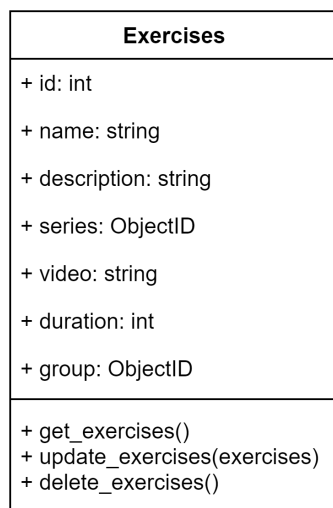 Exercises
+ id: int
+ name: string
+ description: string
+ series: ObjectID
+ video: string
+ duration: int
+ group: ObjectID
+ get_exercises()
+ update_exercises(exercises)
+ delete_exercises()